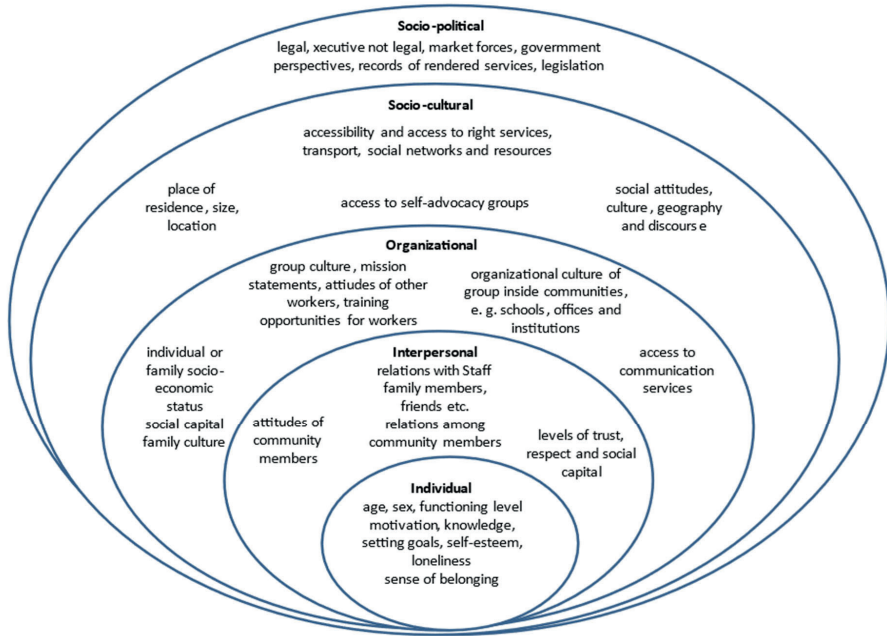 Socio-political
legal, xecutive not legal, market forces, government
perspectives, records of rendered services, legislation
Socio-cultural
accessibility and access to right services,
transport, social networks and resources
place of
residence, size,
location
access to self-advocacy groups
social attitudes,
culture, geography
and discourse
Organizational
group culture, mission
statements, attiudes of other
workers, training
opportunities for workers
organizational culture of
group inside communities,
e. g. schools, offices and
institutions
individual or
family socio-
economic
status
social capital
family culture
access to
communication
services
Interpersonal
relations with Staff
family members,
friends etc.
relations among
community members
attitudes of
community
members
levels of trust,
respect and social
capital
Individual
age, sex, functioning level
motivation, knowledge,
setting goals, self-esteem,
loneliness
sense of belonging